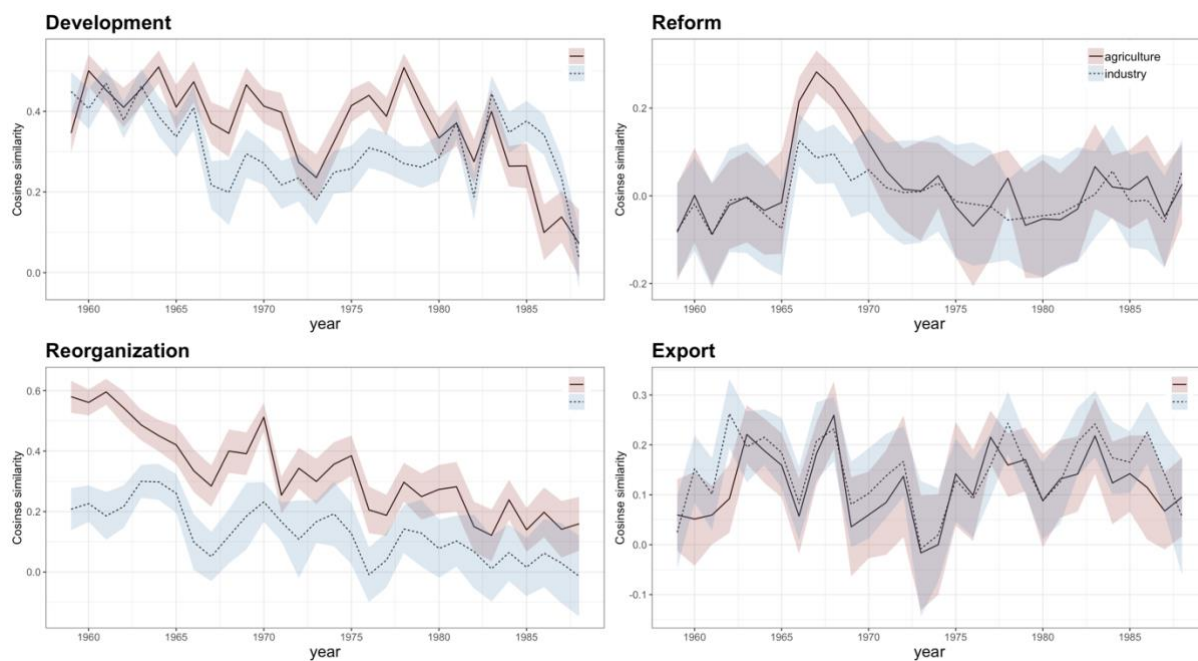 Development
Cosinse similarity
0.4
0.2
0.0
1960
1965
1970
1975
1980
1985
year
Reform
agriculture
industry
Cosinse similarity
0.2
0.0
-0.2
1960
1965
1970
1975
1980
1985
year
Reorganization
Cosinse similarity
0.6
0.4
0.2
0.0
1960
1965
1970
1975
1980
1985
year
Export
Cosinse similarity
0.3
0.2
0.1
0.0
-0.1
1960
1965
1970
1975
1980
1985
year